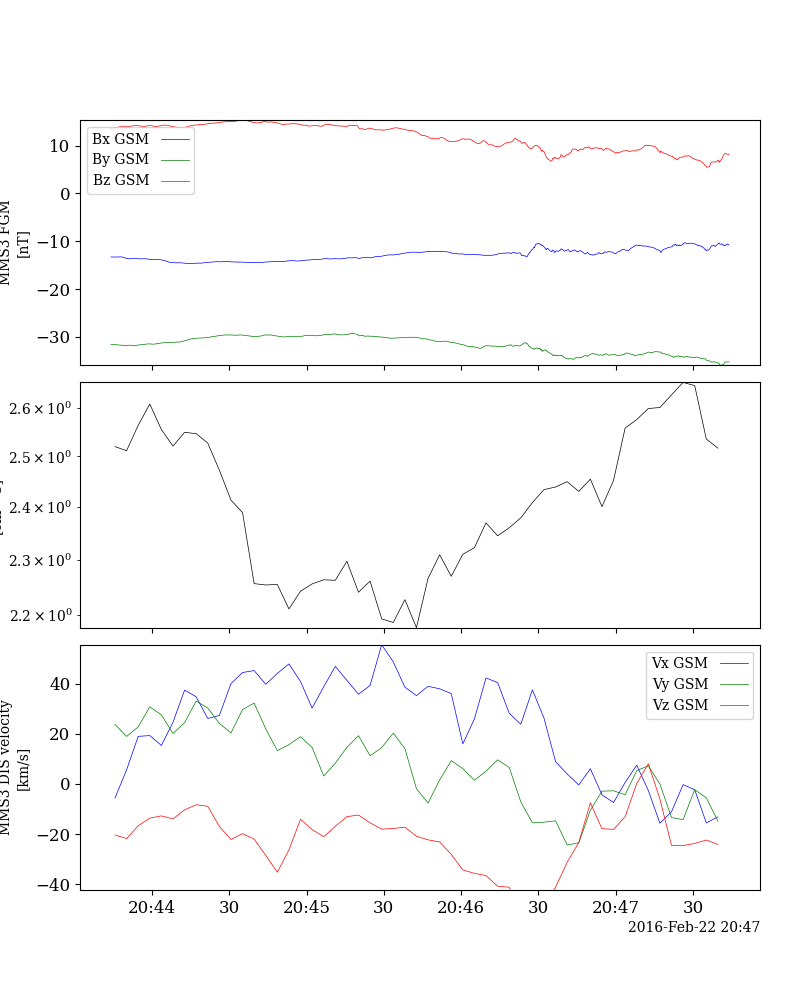 10
0
−10
−20
−30
MMS3 FGM
[nT]
Bx GSM
By GSM
Bz GSM
2.6 × 10⁰
2.5 × 10⁰
2.4 × 10⁰
2.3 × 10⁰
2.2 × 10⁰
40
20
0
−20
−40
MMS3 DIS velocity
[km/s]
Vx GSM
Vy GSM
Vz GSM
20:44 30 20:45 30 20:46 30 20:47 30
2016-Feb-22 20:47